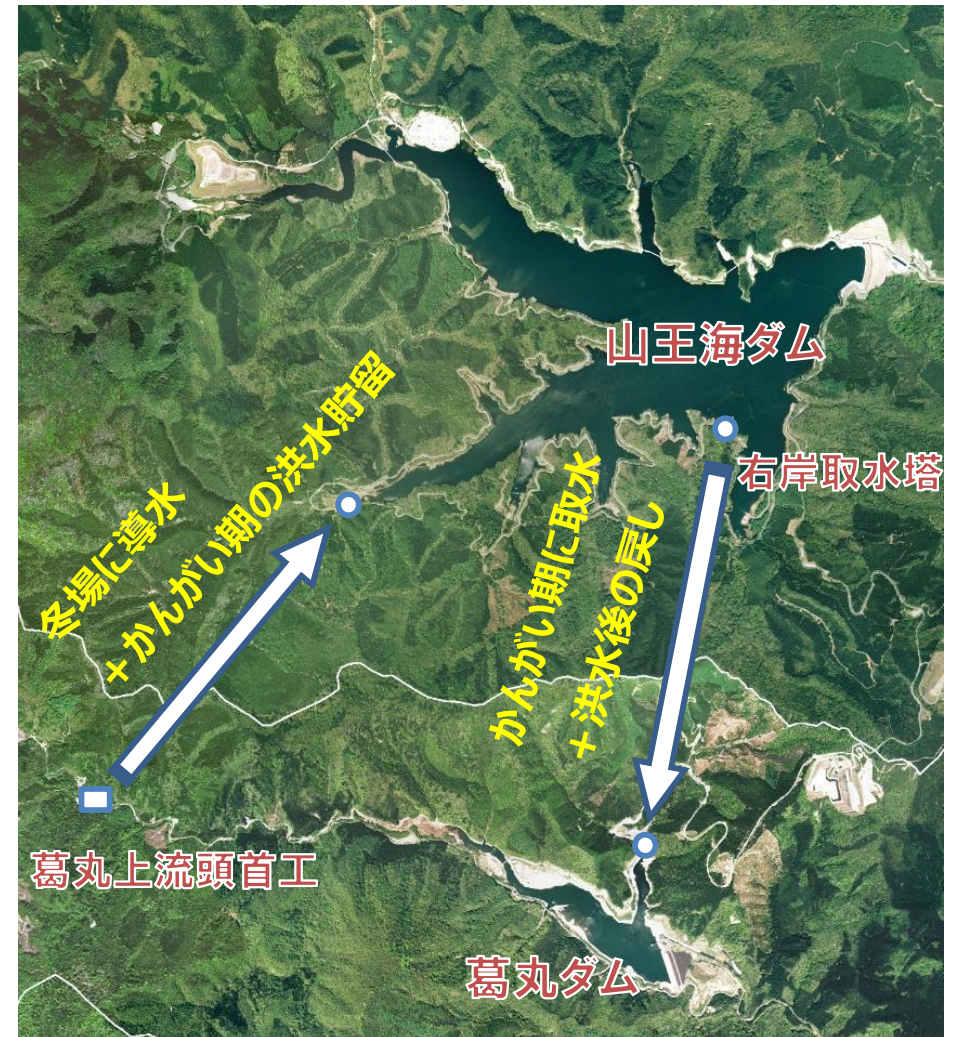 山王海ダム
右岸取水塔
冬場に導水
+かんがい期の洪水貯留
かんがい期に取水
+洪水後の戻し
葛丸上流頭首工
葛丸ダム